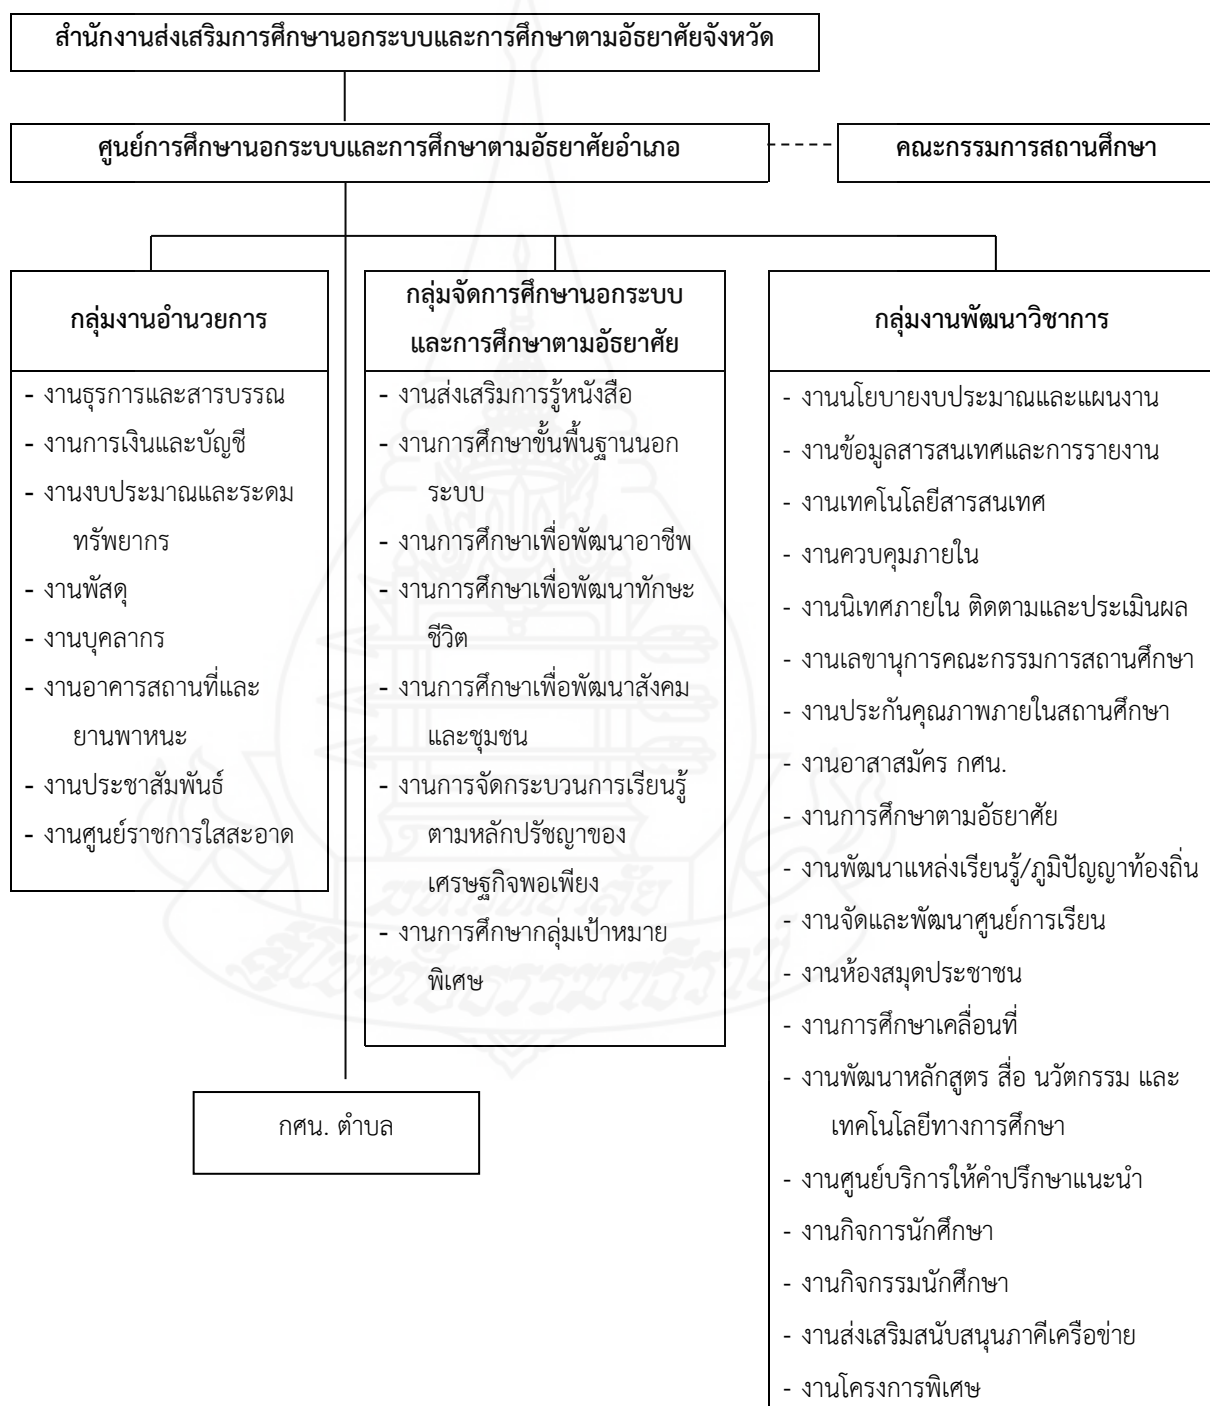 สำนักงานส่งเสริมการศึกษานอกระบบและการศึกษาตามอัธยาศัยจังหวัด
ศูนย์การศึกษานอกระบบและการศึกษาตามอัธยาศัยอำเภอ
คณะกรรมการสถานศึกษา
กลุ่มงานอำนวยการ
- งานธุรการและสารบรรณ
- งานการเงินและบัญชี
- งานงบประมาณและระดม
ทรัพยากร
- งานพัสดุ
- งานบุคลากร
- งานอาคารสถานที่และ
ยานพาหนะ
- งานประชาสัมพันธ์
- งานศูนย์ราชการใสสะอาด
กลุ่มจัดการศึกษานอกระบบ
และการศึกษาตามอัธยาศัย
- งานส่งเสริมการรู้หนังสือ
- งานการศึกษาขั้นพื้นฐานนอก
ระบบ
- งานการศึกษาเพื่อพัฒนาอาชีพ
- งานการศึกษาเพื่อพัฒนาทักษะ
ชีวิต
- งานการศึกษาเพื่อพัฒนาสังคม
และชุมชน
- งานการจัดกระบวนการเรียนรู้
ตามหลักปรัชญาของ
เศรษฐกิจพอเพียง
- งานการศึกษากลุ่มเป้าหมาย
พิเศษ
กลุ่มงานพัฒนาวิชาการ
- งานนโยบายงบประมาณและแผนงาน
- งานข้อมูลสารสนเทศและการรายงาน
- งานเทคโนโลยีสารสนเทศ
- งานควบคุมภายใน
- งานนิเทศภายใน ติดตามและประเมินผล
- งานเลขานุการคณะกรรมการสถานศึกษา
- งานประกันคุณภาพภายในสถานศึกษา
- งานอาสาสมัคร กศน.
- งานการศึกษาตามอัธยาศัย
- งานพัฒนาแหล่งเรียนรู้/ภูมิปัญญาท้องถิ่น
- งานจัดและพัฒนาศูนย์การเรียน
- งานห้องสมุดประชาชน
- งานการศึกษาเคลื่อนที่
- งานพัฒนาหลักสูตร สื่อ นวัตกรรม และ
เทคโนโลยีทางการศึกษา
- งานศูนย์บริการให้คำปรึกษาแนะนำ
- งานกิจการนักศึกษา
- งานกิจกรรมนักศึกษา
- งานส่งเสริมสนับสนุนภาคีเครือข่าย
- งานโครงการพิเศษ
กศน. ตำบล
มหาวิทยาลัย
สุโขทัยธรรมาธิราช